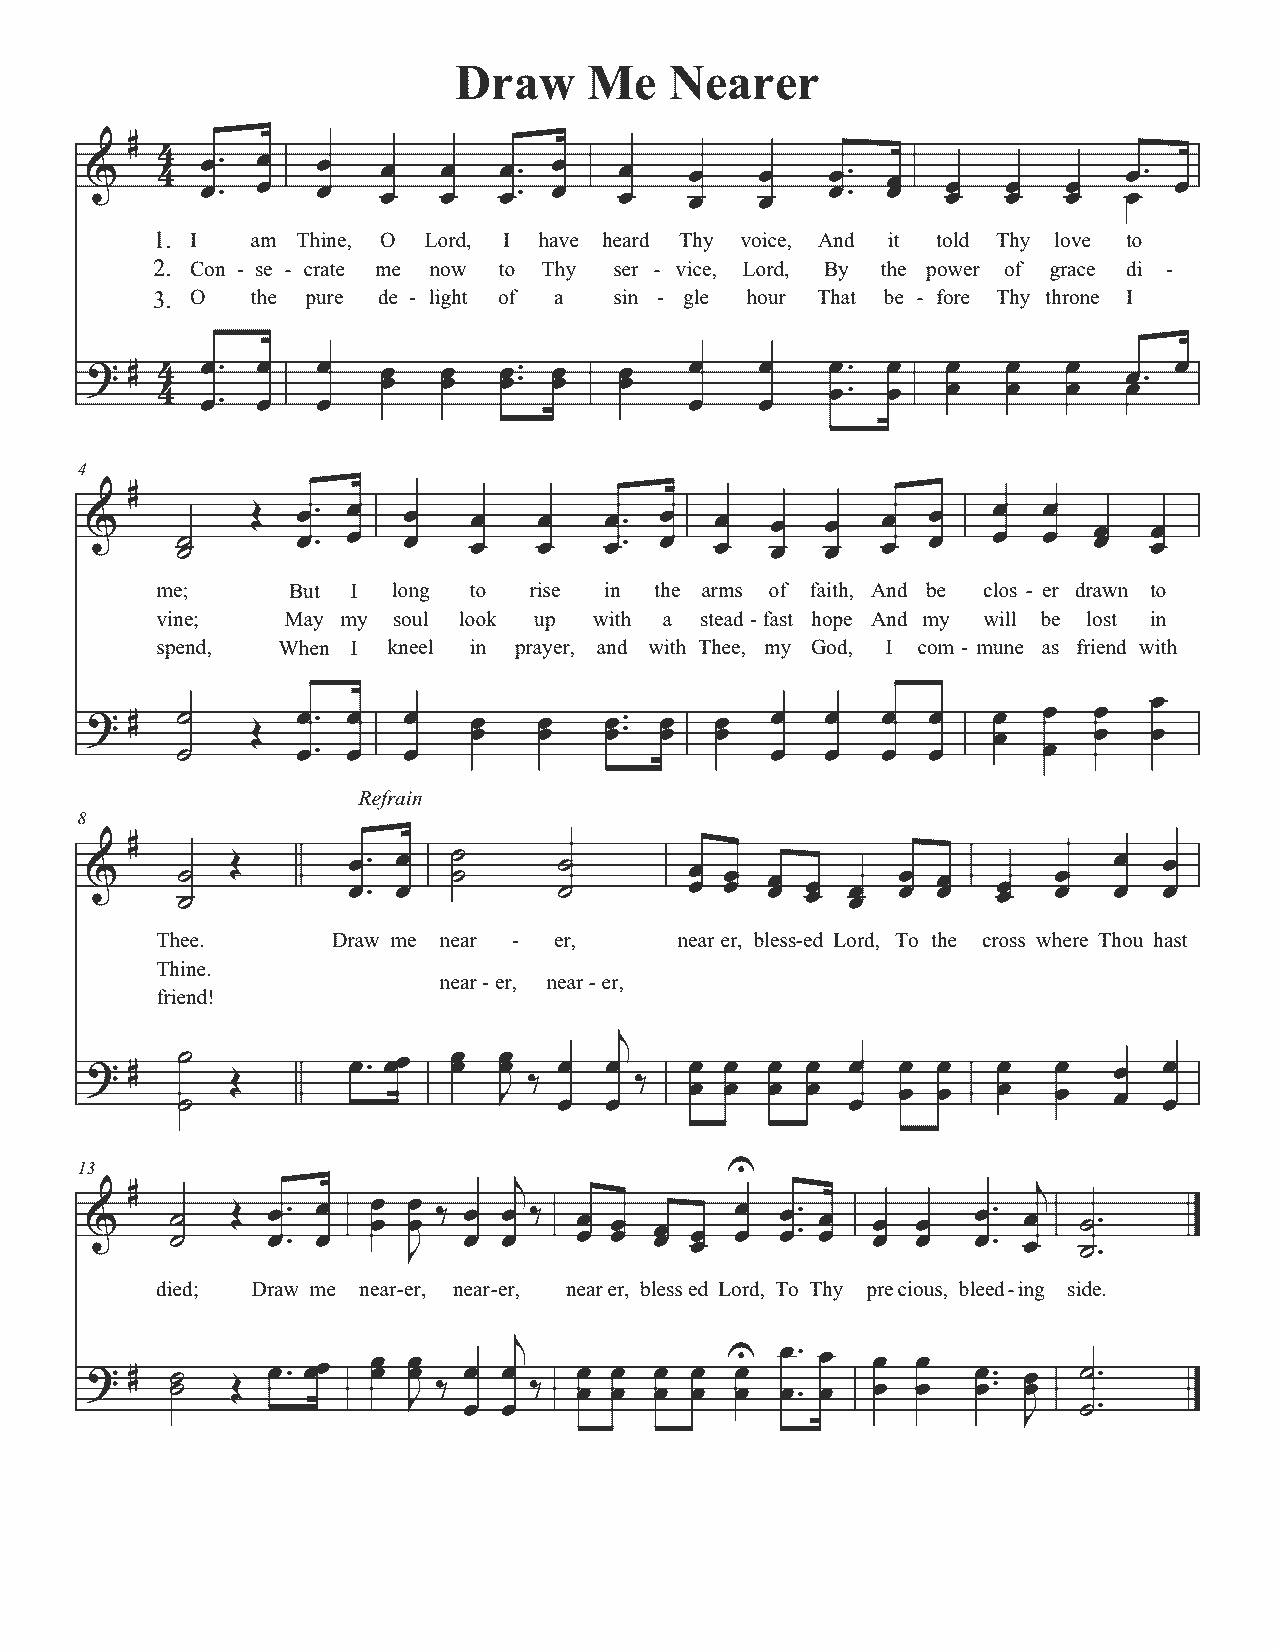 Draw Me Nearer
1. I am Thine, O Lord, I have heard Thy voice, And it told Thy love to
2. Con - se - crate me now to Thy ser - vice, Lord, By the power of grace di -
3. O the pure de - light of a sin - gle hour That be - fore Thy throne I
4
me; But I long to rise in the arms of faith, And be clos - er drawn to
vine; May my soul look up with a stead - fast hope And my will be lost in
spend, When I kneel in prayer, and with Thee, my God, I com - mune as friend with
Refrain
8
Thee. Draw me near - er, near er, bless-ed Lord, To the cross where Thou hast
Thine.
near - er, near - er,
friend!
13
died; Draw me near-er, near-er, near er, bless ed Lord, To Thy pre cious, bleed - ing side.